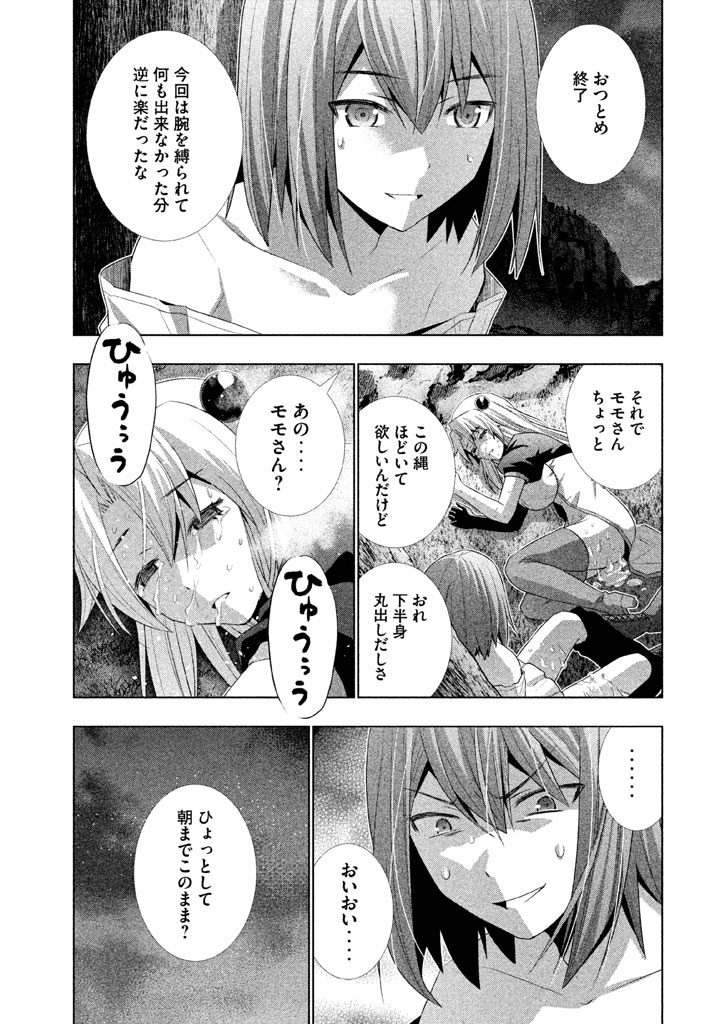 おつとめ
終了
今回は腕を縛られて
何も出来なかった分
逆に楽だったな
それで
モモさん
ちょっと
この縄
ほどいて
欲しいんだけど
おれ
下半身
丸出しだしさ
あの‥‥
モモさん?
ひゅうぅぅ
ひゅうぅぅ
‥‥‥
おいおい‥‥
ひょっとして
朝までこのまま?